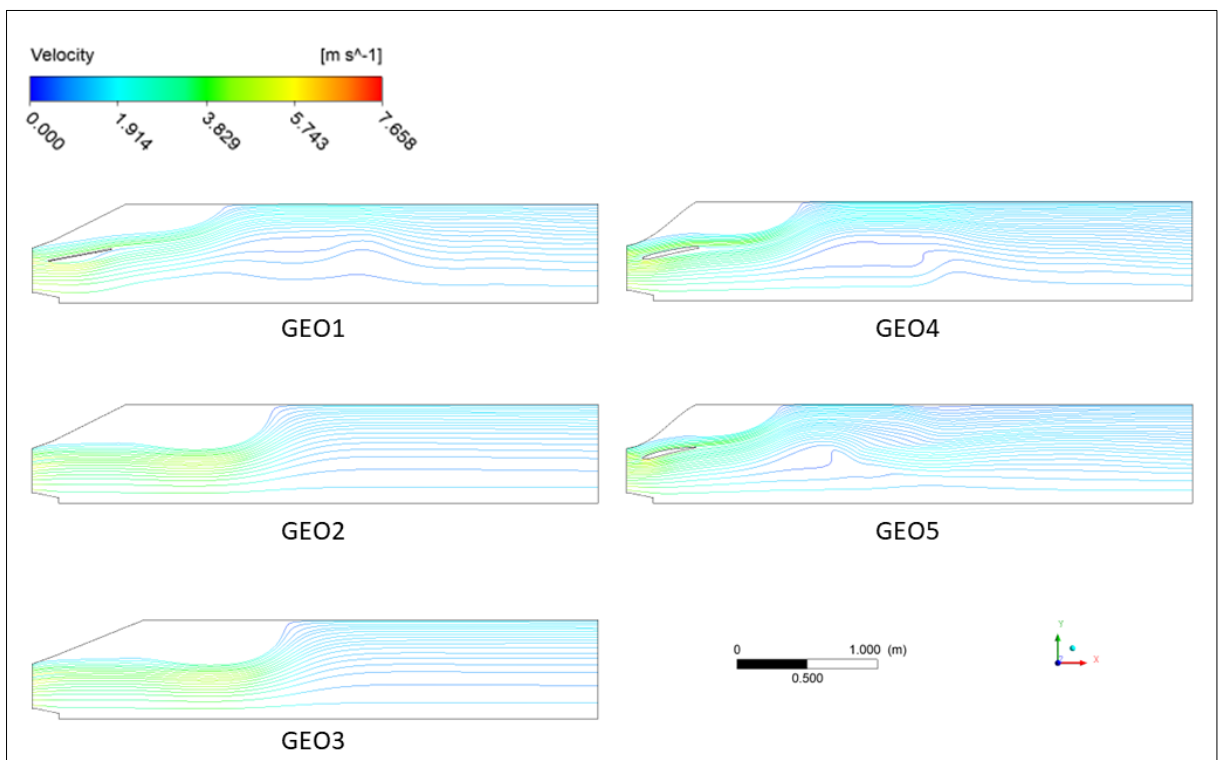 Velocity [m s^-1]
0.000 1.914 3.829 5.743 7.658
GEO1
GEO4
GEO2
GEO5
GEO3
0 1.000 (m)
0.500
Y
X